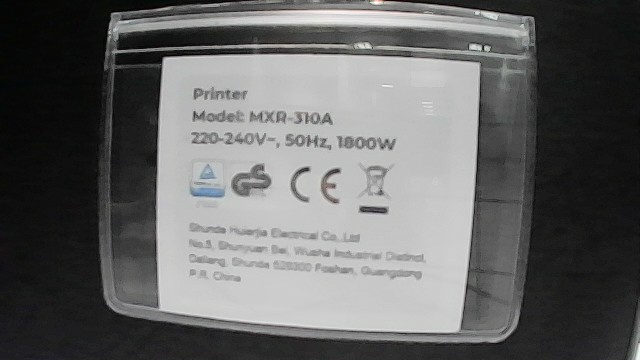 Printer
Model: MXR-310A
220-240V~, 50Hz, 1800W
GS CE
Shunde Huanjia Electrical Co., Ltd
No.5, Shunyuan Bei, Wusha Industrial District,
Daliang, Shunde 528300 Foshan, Guangdong
P.R. China